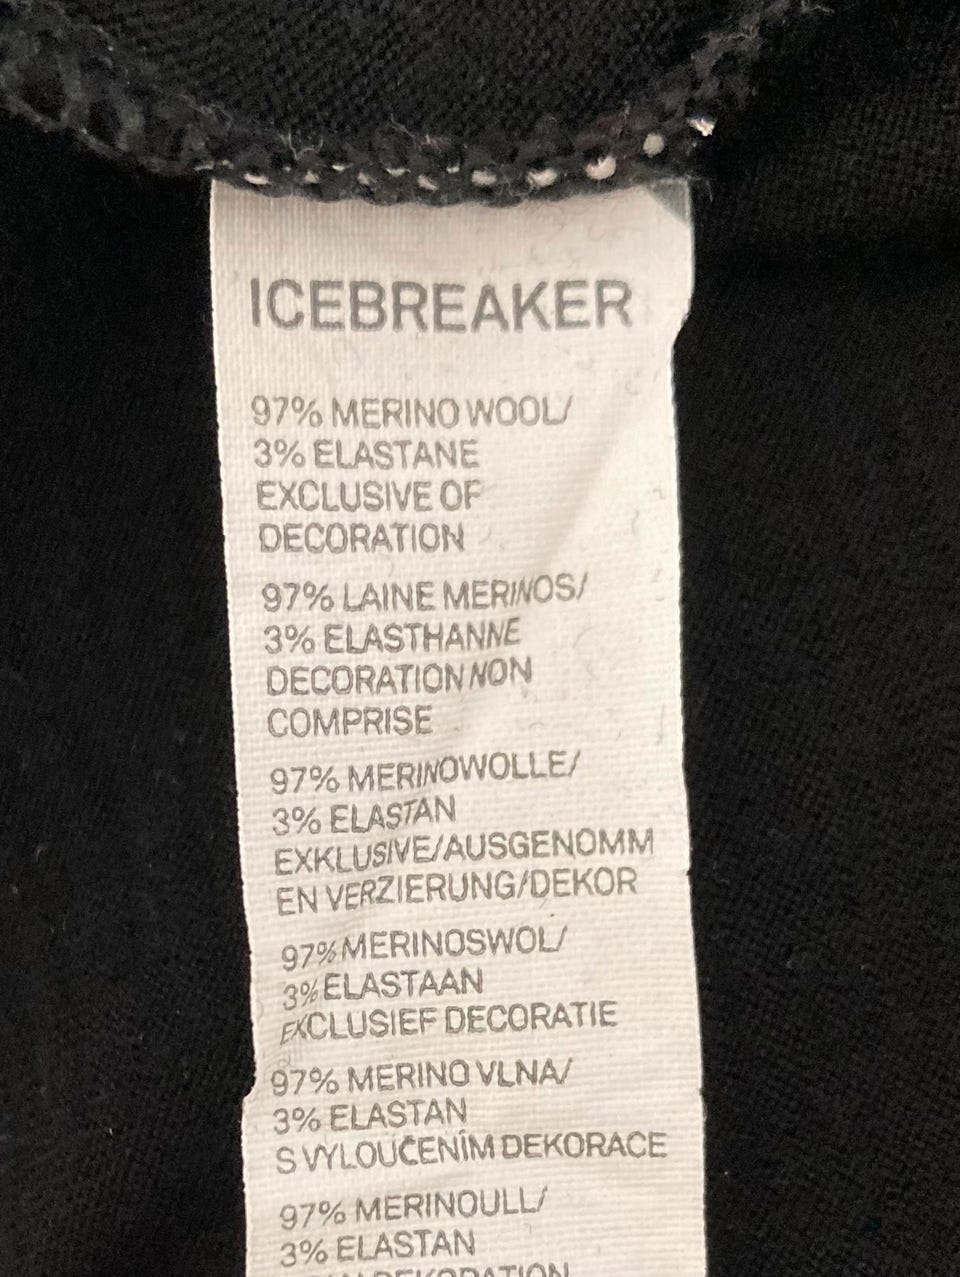 ICEBREAKER
97% MERINO WOOL/
3% ELASTANE
EXCLUSIVE OF
DECORATION
97% LAINE MERINOS/
3% ELASTHANNE
DECORATION NON
COMPRISE
97% MERINOWOLLE/
3% ELASTAN
EXKLUSIVE/AUSGENOMM
EN VERZIERUNG/DEKOR
97% MERINOSWOL/
3% ELASTAAN
EXCLUSIEF DECORATIE
97% MERINO VLNA/
3% ELASTAN
S VYLOUČENÍM DEKORACE
97% MERINOULL/
3% ELASTAN